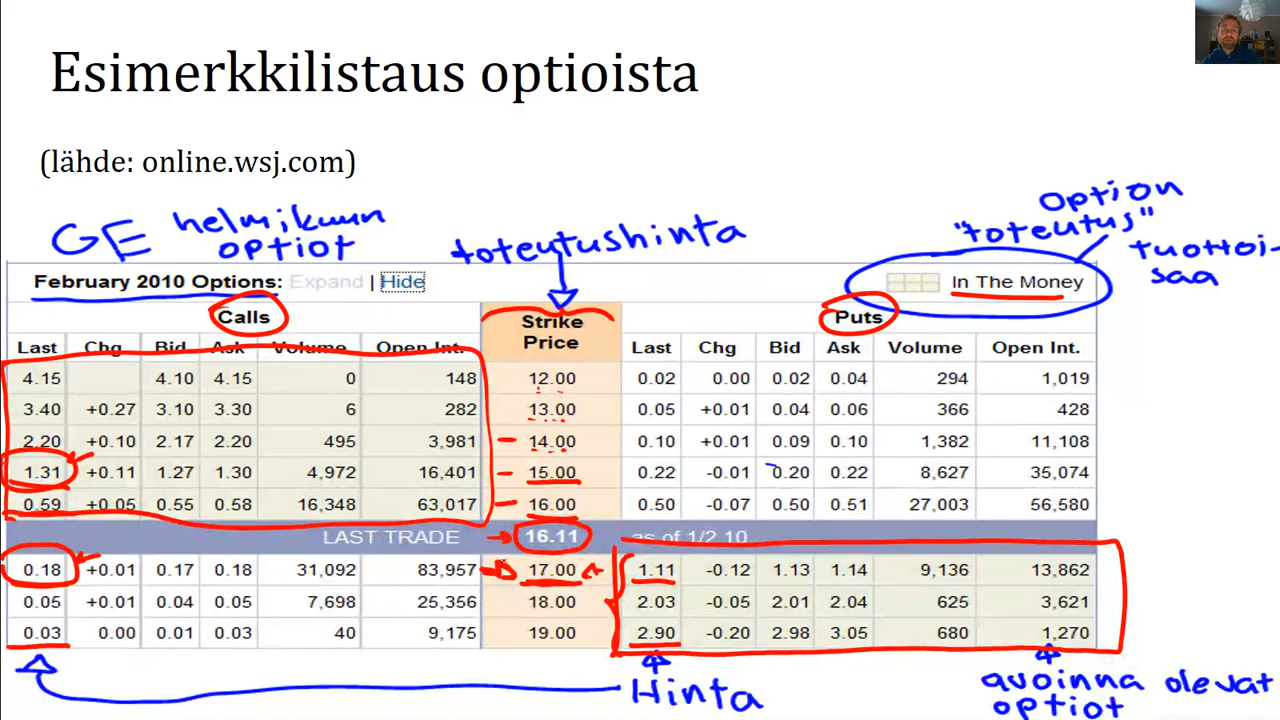 Esimerkkilistaus optioista
(lähde: online.wsj.com)
GE helmikuun
optiot
toteutushinta
option
"toteutus"
tuottoi-
saa
February 2010 Options: Expand | Hide
In The Money
Calls
Strike
Price
Puts
Last Chg Bid Ask Volume Open Int. Last Chg Bid Ask Volume Open Int.
4.15 4.10 4.15 0 148 12.00 0.02 0.00 0.02 0.04 294 1,019
3.40 +0.27 3.10 3.30 6 282 13.00 0.05 +0.01 0.04 0.06 366 428
2.20 +0.10 2.17 2.20 495 3,981 14.00 0.10 +0.01 0.09 0.10 1,382 11,108
1.31 +0.11 1.27 1.30 4,972 16,401 15.00 0.22 -0.01 0.20 0.22 8,627 35,074
0.59 +0.05 0.55 0.58 16,348 63,017 16.00 0.50 -0.07 0.50 0.51 27,003 56,580
LAST TRADE 16.11 as of 1/2 10
0.18 +0.01 0.17 0.18 31,092 83,957 17.00 1.11 -0.12 1.13 1.14 9,136 13,862
0.05 +0.01 0.04 0.05 7,698 25,356 18.00 2.03 -0.05 2.01 2.04 625 3,621
0.03 0.00 0.01 0.03 40 9,175 19.00 2.90 -0.20 2.98 3.05 680 1,270
Hinta
avoinna olevat
optiot